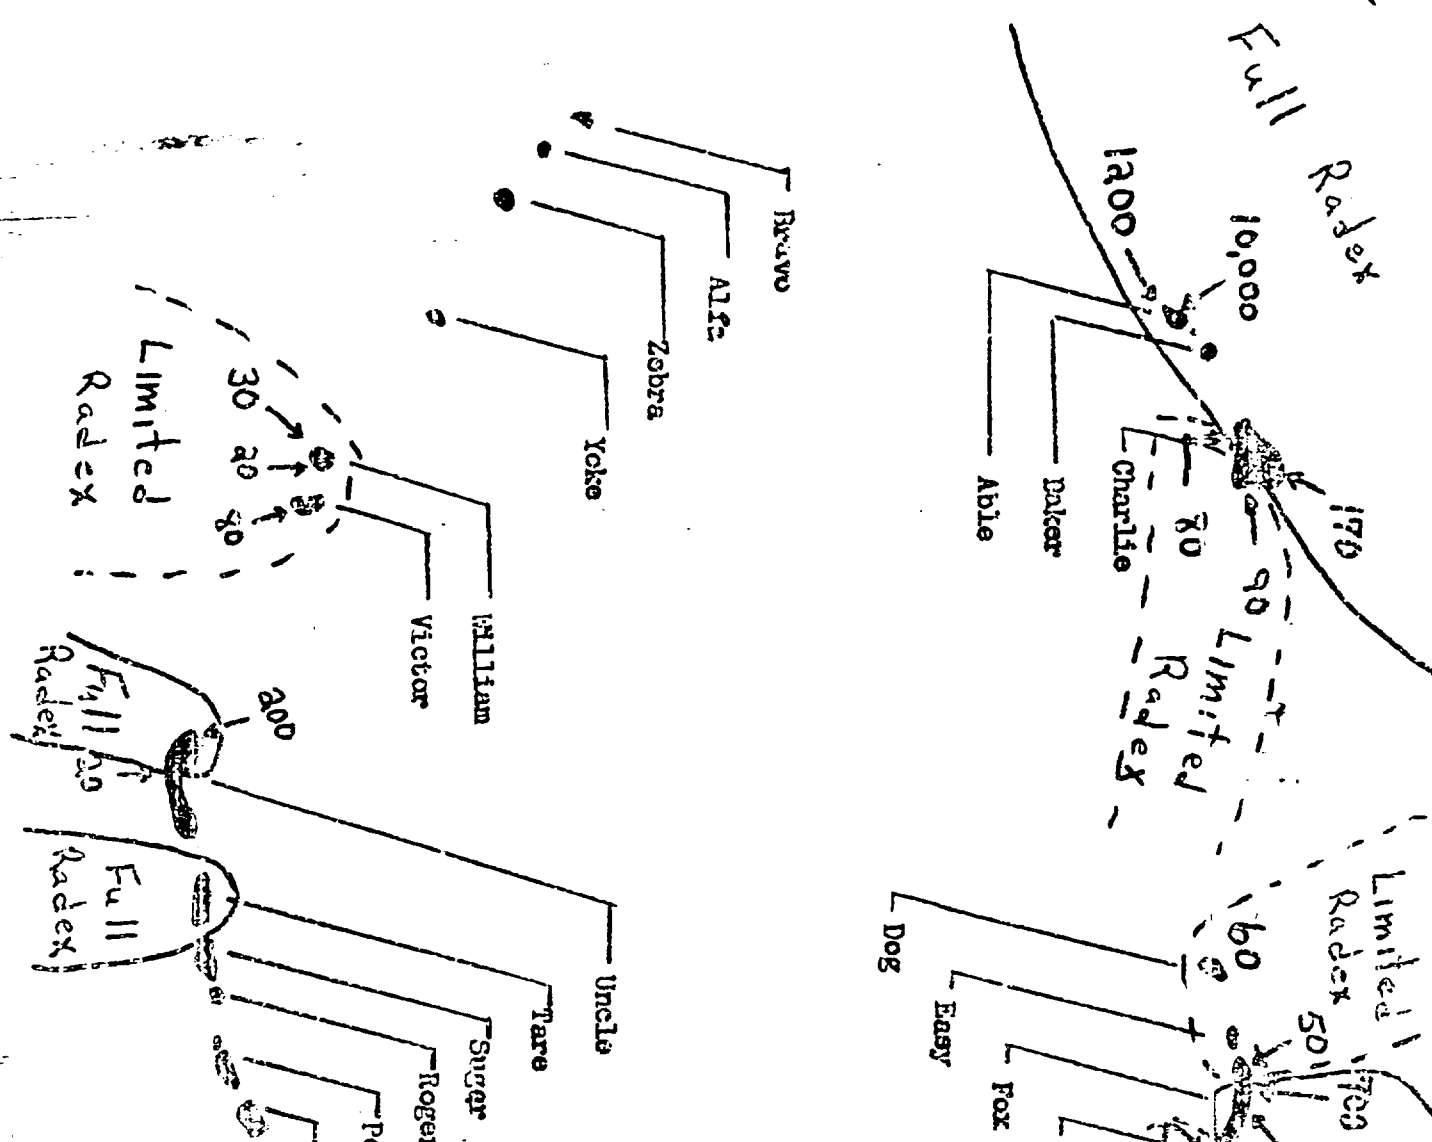 Full Radex
1200
10,000
170
80
90
Able
Baker
Charlie
Limited
Radex
Limited
Radex
60
50
700
Dog
Easy
Fox
Bravo
Alfa
Zebra
Yoke
William
Victor
Limited
Radex
30
20
80
Full
Radex
200
20
Full
Radex
Uncle
Tare
Sugar
Roger